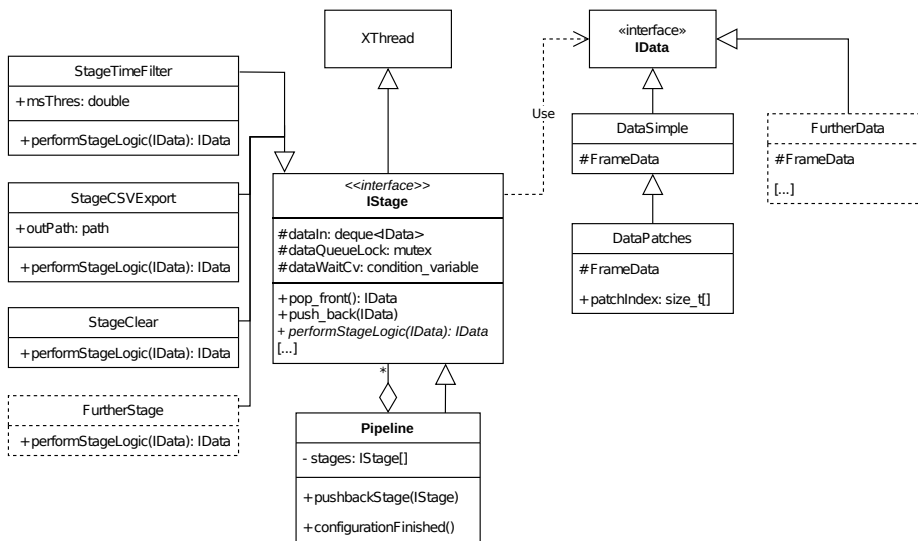 XThread
«interface»
IData
StageTimeFilter
+msThres: double
+performStageLogic(IData): IData
Use
DataSimple
#FrameData
FurtherData
#FrameData
[...]
StageCSVExport
+outPath: path
+performStageLogic(IData): IData
<<interface>>
IStage
#dataIn: deque<IData>
#dataQueueLock: mutex
#dataWaitCv: condition_variable
+pop_front(): IData
+push_back(IData)
+ performStageLogic(IData): IData
[...]
DataPatches
#FrameData
+patchIndex: size_t[]
StageClear
+performStageLogic(IData): IData
*
FurtherStage
+performStageLogic(IData): IData
Pipeline
- stages: IStage[]
+pushbackStage(IStage)
+configurationFinished()